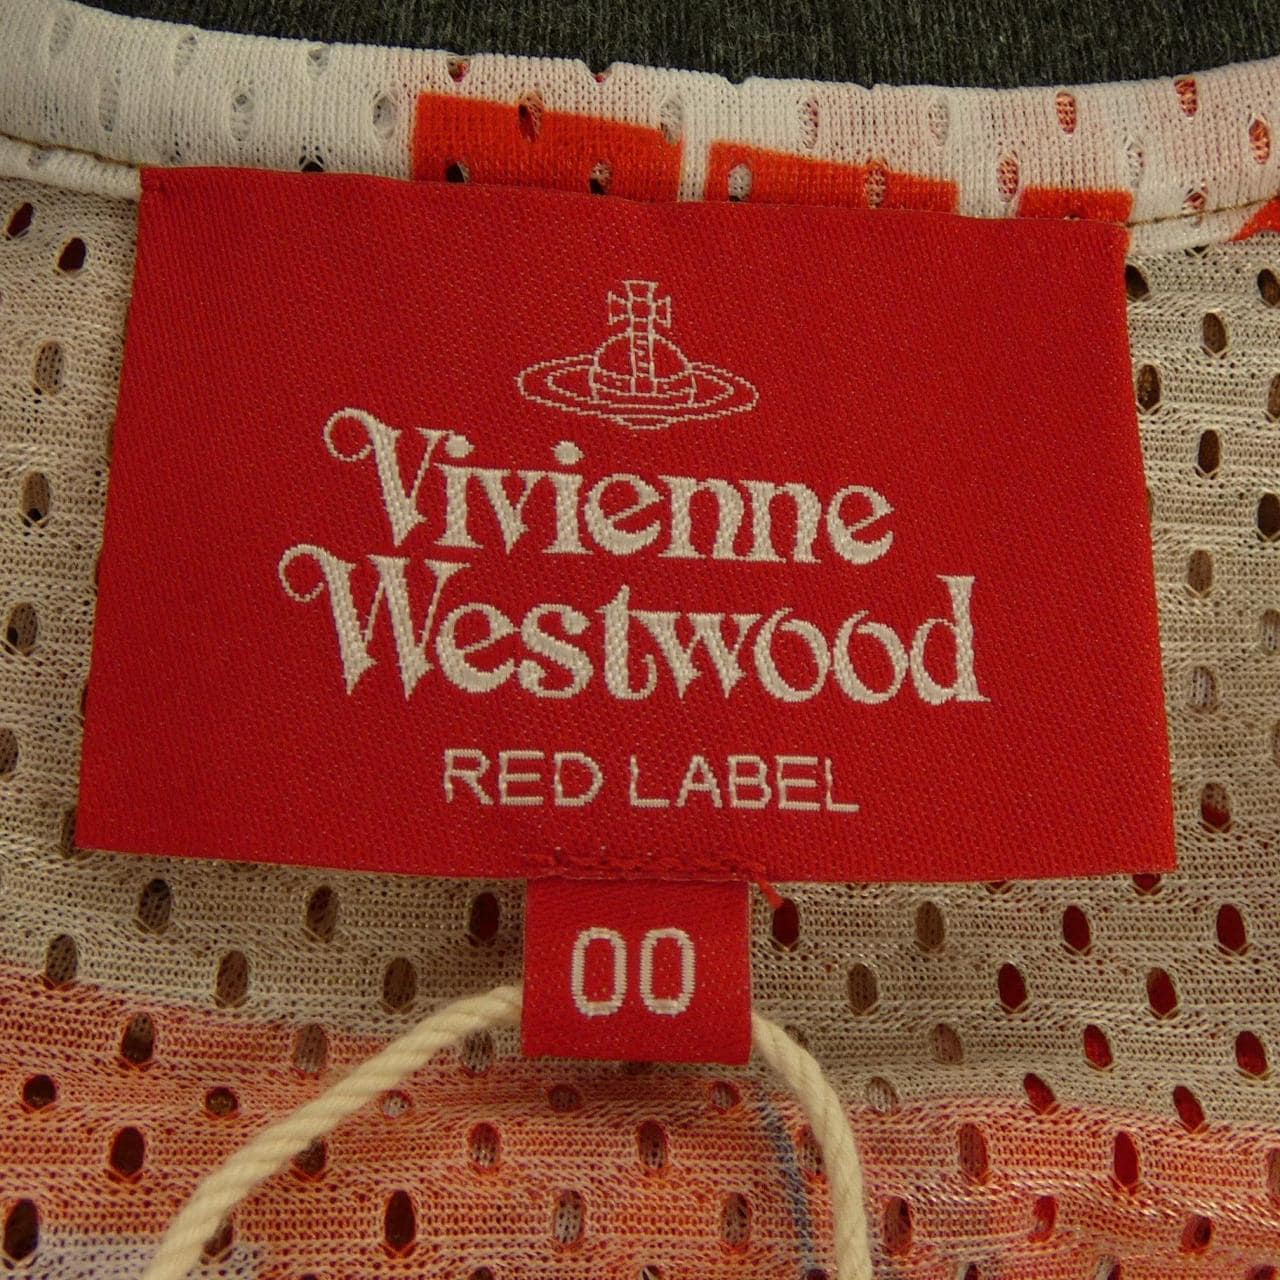 Vivienne
Westwood
RED LABEL
00